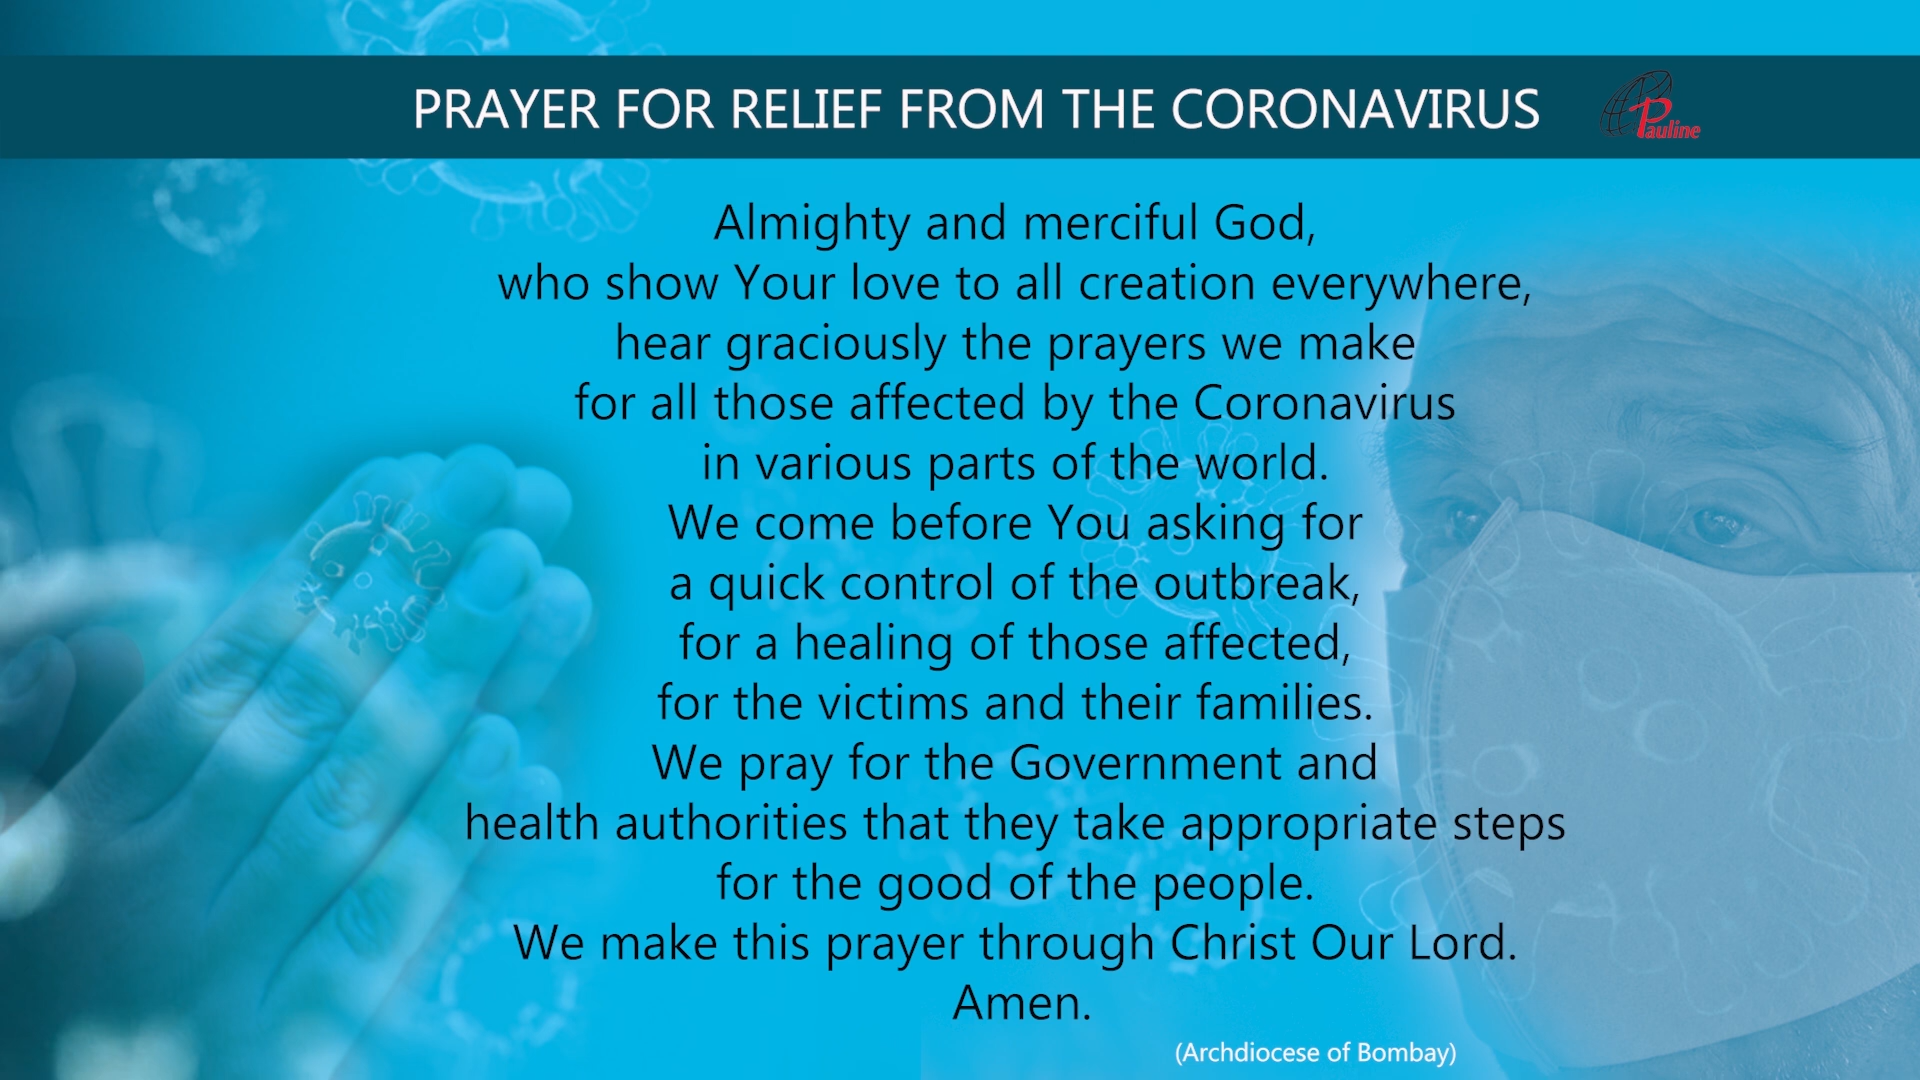 PRAYER FOR RELIEF FROM THE CORONAVIRUS
Pauline
Almighty and merciful God,
who show Your love to all creation everywhere,
hear graciously the prayers we make
for all those affected by the Coronavirus
in various parts of the world.
We come before You asking for
a quick control of the outbreak,
for a healing of those affected,
for the victims and their families.
We pray for the Government and
health authorities that they take appropriate steps
for the good of the people.
We make this prayer through Christ Our Lord.
Amen.
(Archdiocese of Bombay)